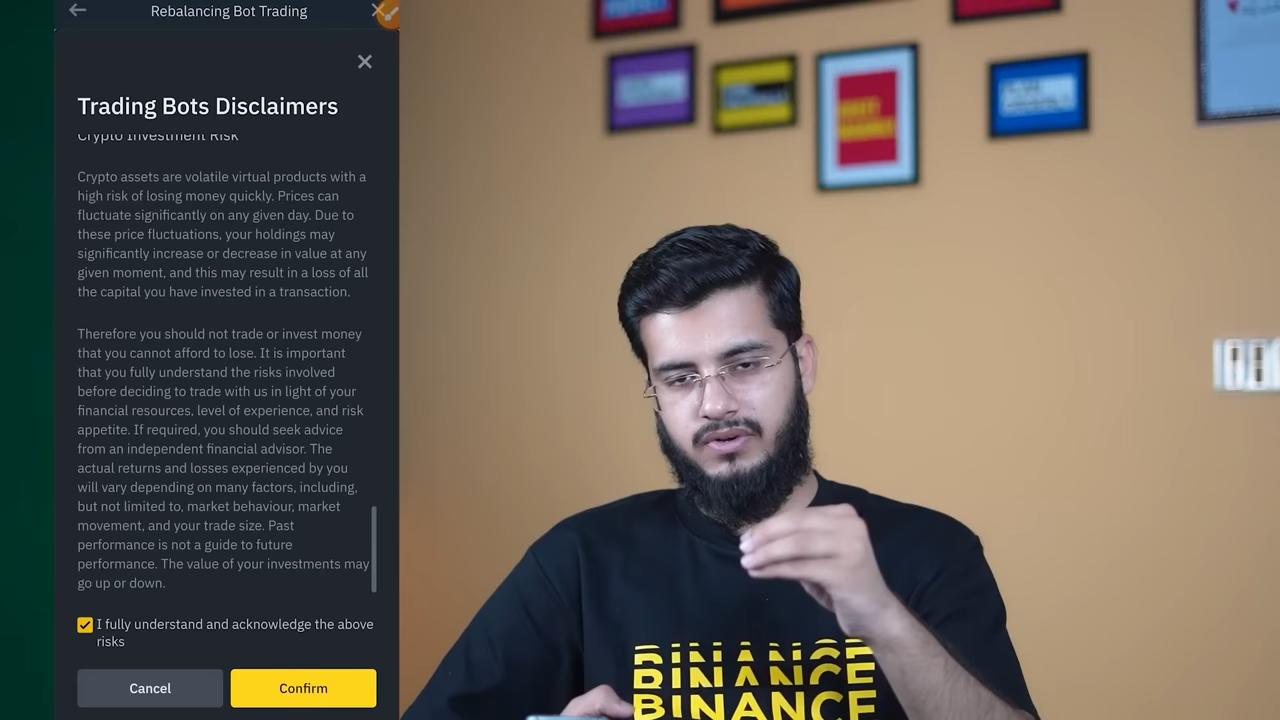 Rebalancing Bot Trading
Trading Bots Disclaimers
Crypto Investment Risk
Crypto assets are volatile virtual products with a
high risk of losing money quickly. Prices can
fluctuate significantly on any given day. Due to
these price fluctuations, your holdings may
significantly increase or decrease in value at any
given moment, and this may result in a loss of all
the capital you have invested in a transaction.
Therefore you should not trade or invest money
that you cannot afford to lose. It is important
that you fully understand the risks involved
before deciding to trade with us in light of your
financial resources, level of experience, and risk
appetite. If required, you should seek advice
from an independent financial advisor. The
actual returns and losses experienced by you
will vary depending on many factors, including,
but not limited to, market behaviour, market
movement, and your trade size. Past
performance is not a guide to future
performance. The value of your investments may
go up or down.
I fully understand and acknowledge the above
risks
Cancel
Confirm
BINANCE
BINANCE
BINANCE